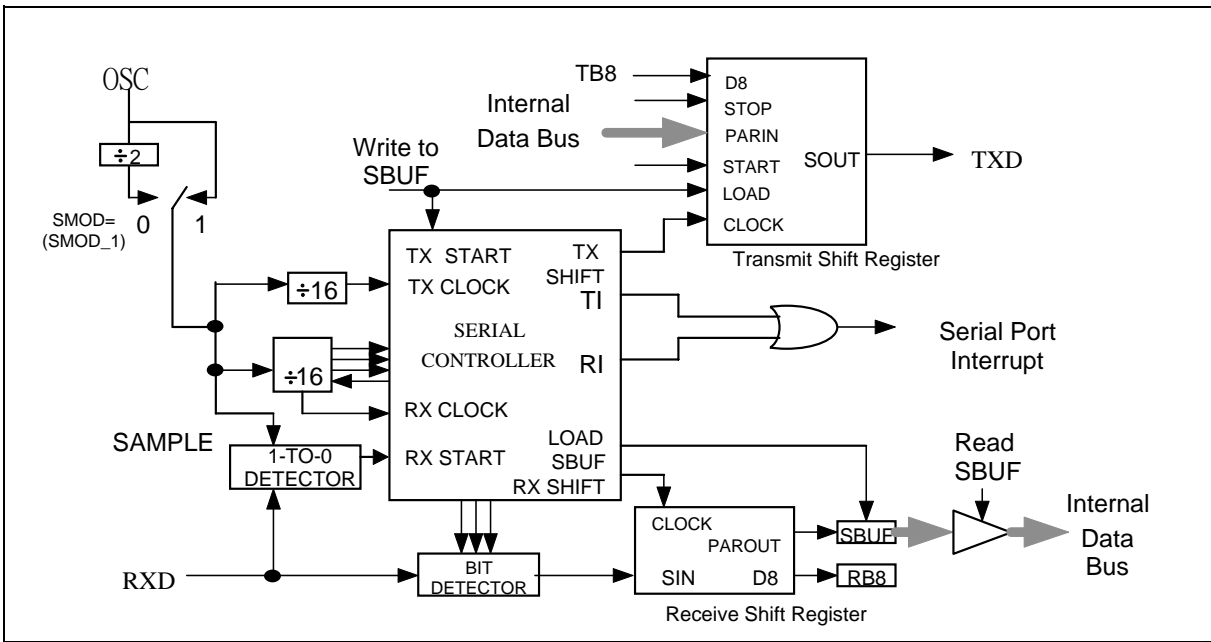 OSC
÷2
SMOD=
(SMOD_1)
0
1
÷16
÷16
SAMPLE
1-TO-0
DETECTOR
RXD
Write to
SBUF
TX START
TX CLOCK
SERIAL
CONTROLLER
RX CLOCK
RX START
TX
SHIFT
TI
RI
LOAD
SBUF
RX SHIFT
BIT
DETECTOR
TB8
Internal
Data Bus
D8
STOP
PARIN
START
LOAD
CLOCK
SOUT
TXD
Transmit Shift Register
Serial Port
Interrupt
CLOCK
PAROUT
SIN
D8
Receive Shift Register
SBUF
RB8
Read
SBUF
Internal
Data
Bus